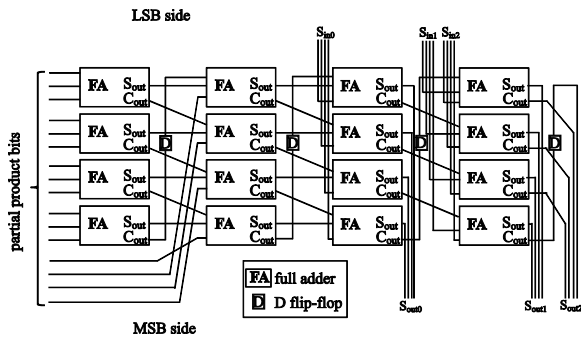 LSB side
S_in0
S_in1 S_in2
partial product bits
FA S_out C_out
FA S_out C_out
FA S_out C_out
FA S_out C_out
FA S_out C_out
FA S_out C_out
FA S_out C_out
FA S_out C_out
D D D D
FA S_out C_out
FA S_out C_out
FA S_out C_out
FA S_out C_out
FA S_out C_out
FA S_out C_out
FA S_out C_out
FA S_out C_out
FA full adder
D D flip-flop
MSB side
S_out0
S_out1 S_out2